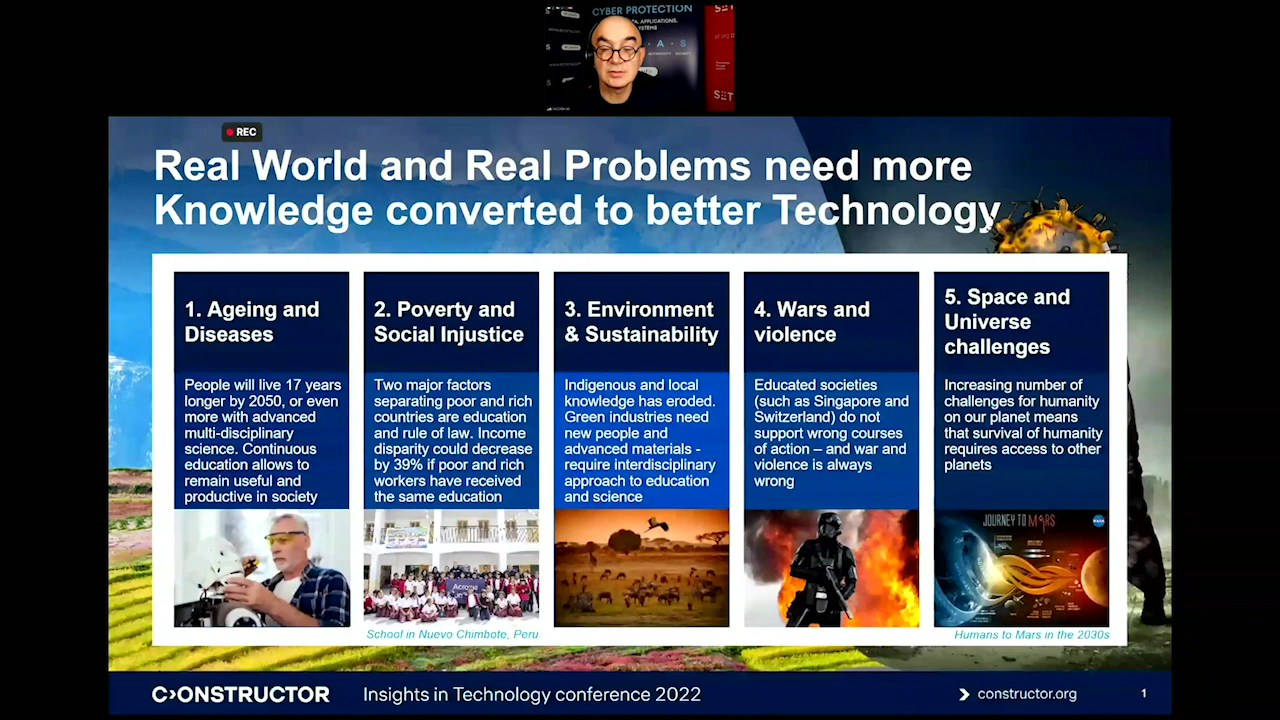 CYBER PROTECTION
REC
Real World and Real Problems need more
Knowledge converted to better Technology
1. Ageing and
Diseases
People will live 17 years
longer by 2050, or even
more with advanced
multi-disciplinary
science. Continuous
education allows to
remain useful and
productive in society
2. Poverty and
Social Injustice
Two major factors
separating poor and rich
countries are education
and rule of law. Income
disparity could decrease
by 39% if poor and rich
workers have received
the same education
School in Nuevo Chimbote, Peru
3. Environment
& Sustainability
Indigenous and local
knowledge has eroded.
Green industries need
new people and
advanced materials -
require interdisciplinary
approach to education
and science
4. Wars and
violence
Educated societies
(such as Singapore and
Switzerland) do not
support wrong courses
of action – and war and
violence is always
wrong
5. Space and
Universe
challenges
Increasing number of
challenges for humanity
on our planet means
that survival of humanity
requires access to other
planets
JOURNEY TO MARS
Humans to Mars in the 2030s
C›ONSTRUCTOR
Insights in Technology conference 2022
constructor.org
1